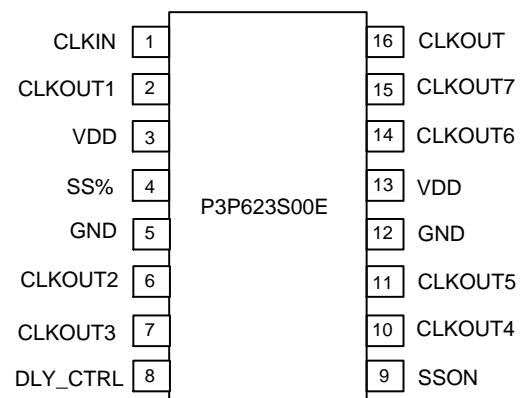 CLKIN 1 16 CLKOUT
CLKOUT1 2 15 CLKOUT7
VDD 3 14 CLKOUT6
SS% 4 13 VDD
P3P623S00E
GND 5 12 GND
CLKOUT2 6 11 CLKOUT5
CLKOUT3 7 10 CLKOUT4
DLY_CTRL 8 9 SSON